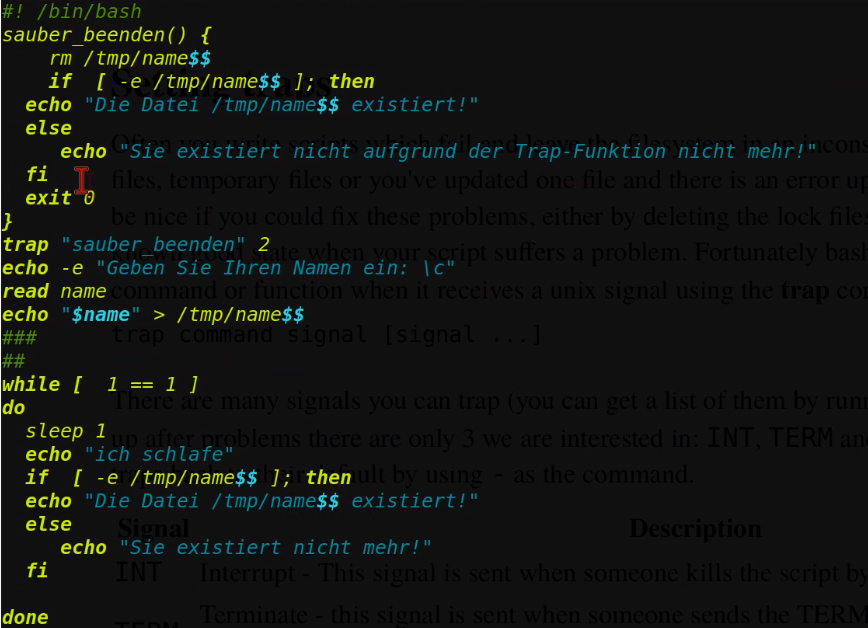 #! /bin/bash
sauber_beenden() {
    rm /tmp/name$$
    if  [ -e /tmp/name$$ ]; then
  echo "Die Datei /tmp/name$$ existiert!"
  else
     echo "Sie existiert nicht aufgrund der Trap-Funktion nicht mehr!"
  fi
  exit 0
}
trap "sauber_beenden" 2
echo -e "Geben Sie Ihren Namen ein: \c"
read name
echo "$name" > /tmp/name$$
###
##
while [  1 == 1 ]
do
  sleep 1
  echo "ich schlafe"
  if  [ -e /tmp/name$$ ]; then
  echo "Die Datei /tmp/name$$ existiert!"
  else
     echo "Sie existiert nicht mehr!"
  fi
done
Often you write scripts which fail and leave the filesystem in an incons
files, temporary files or you've updated one file and there is an error up
be nice if you could fix these problems, either by deleting the lock files
known good state when your script suffers a problem. Fortunately bash
command or function when it receives a unix signal using the trap co
trap command signal [signal ...]
There are many signals you can trap (you can get a list of them by runn
up after problems there are only 3 we are interested in: INT, TERM an
default by using - as the command.
Signal Description
INT Interrupt - This signal is sent when someone kills the script by
TERM Terminate - this signal is sent when someone sends the TERM